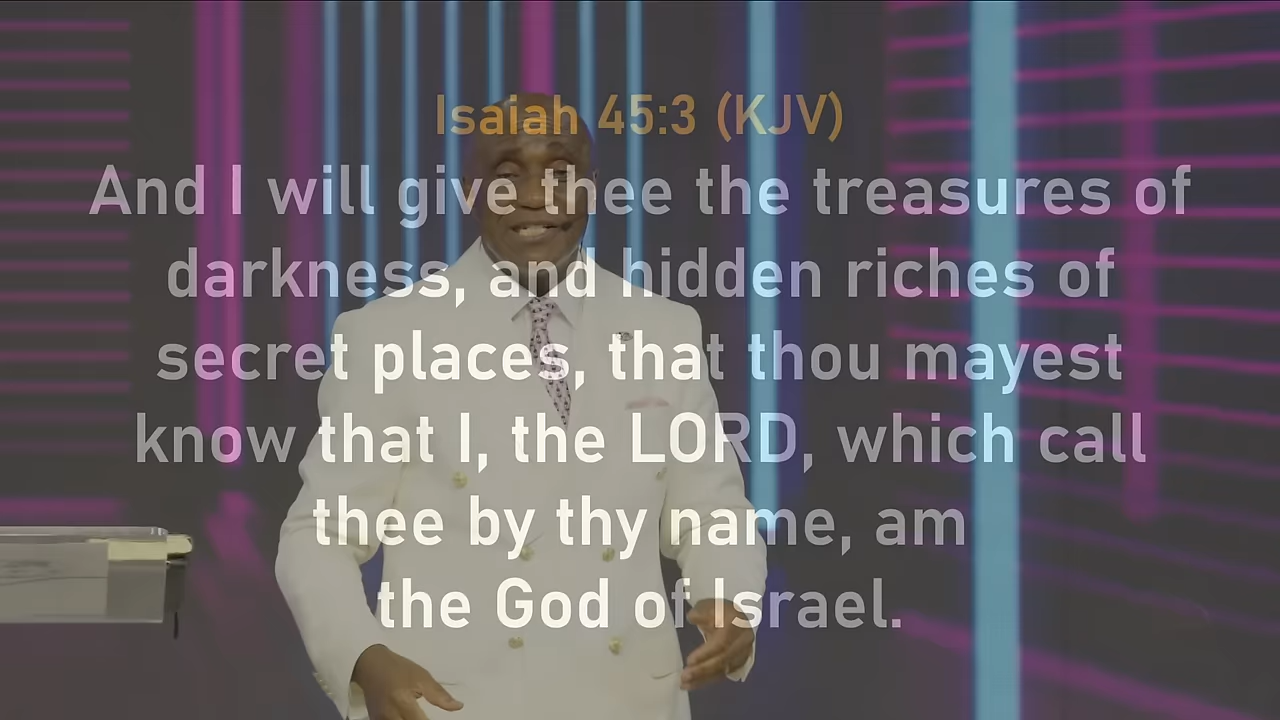 Isaiah 45:3 (KJV)
And I will give thee the treasures of
darkness, and hidden riches of
secret places, that thou mayest
know that I, the LORD, which call
thee by thy name, am
the God of Israel.